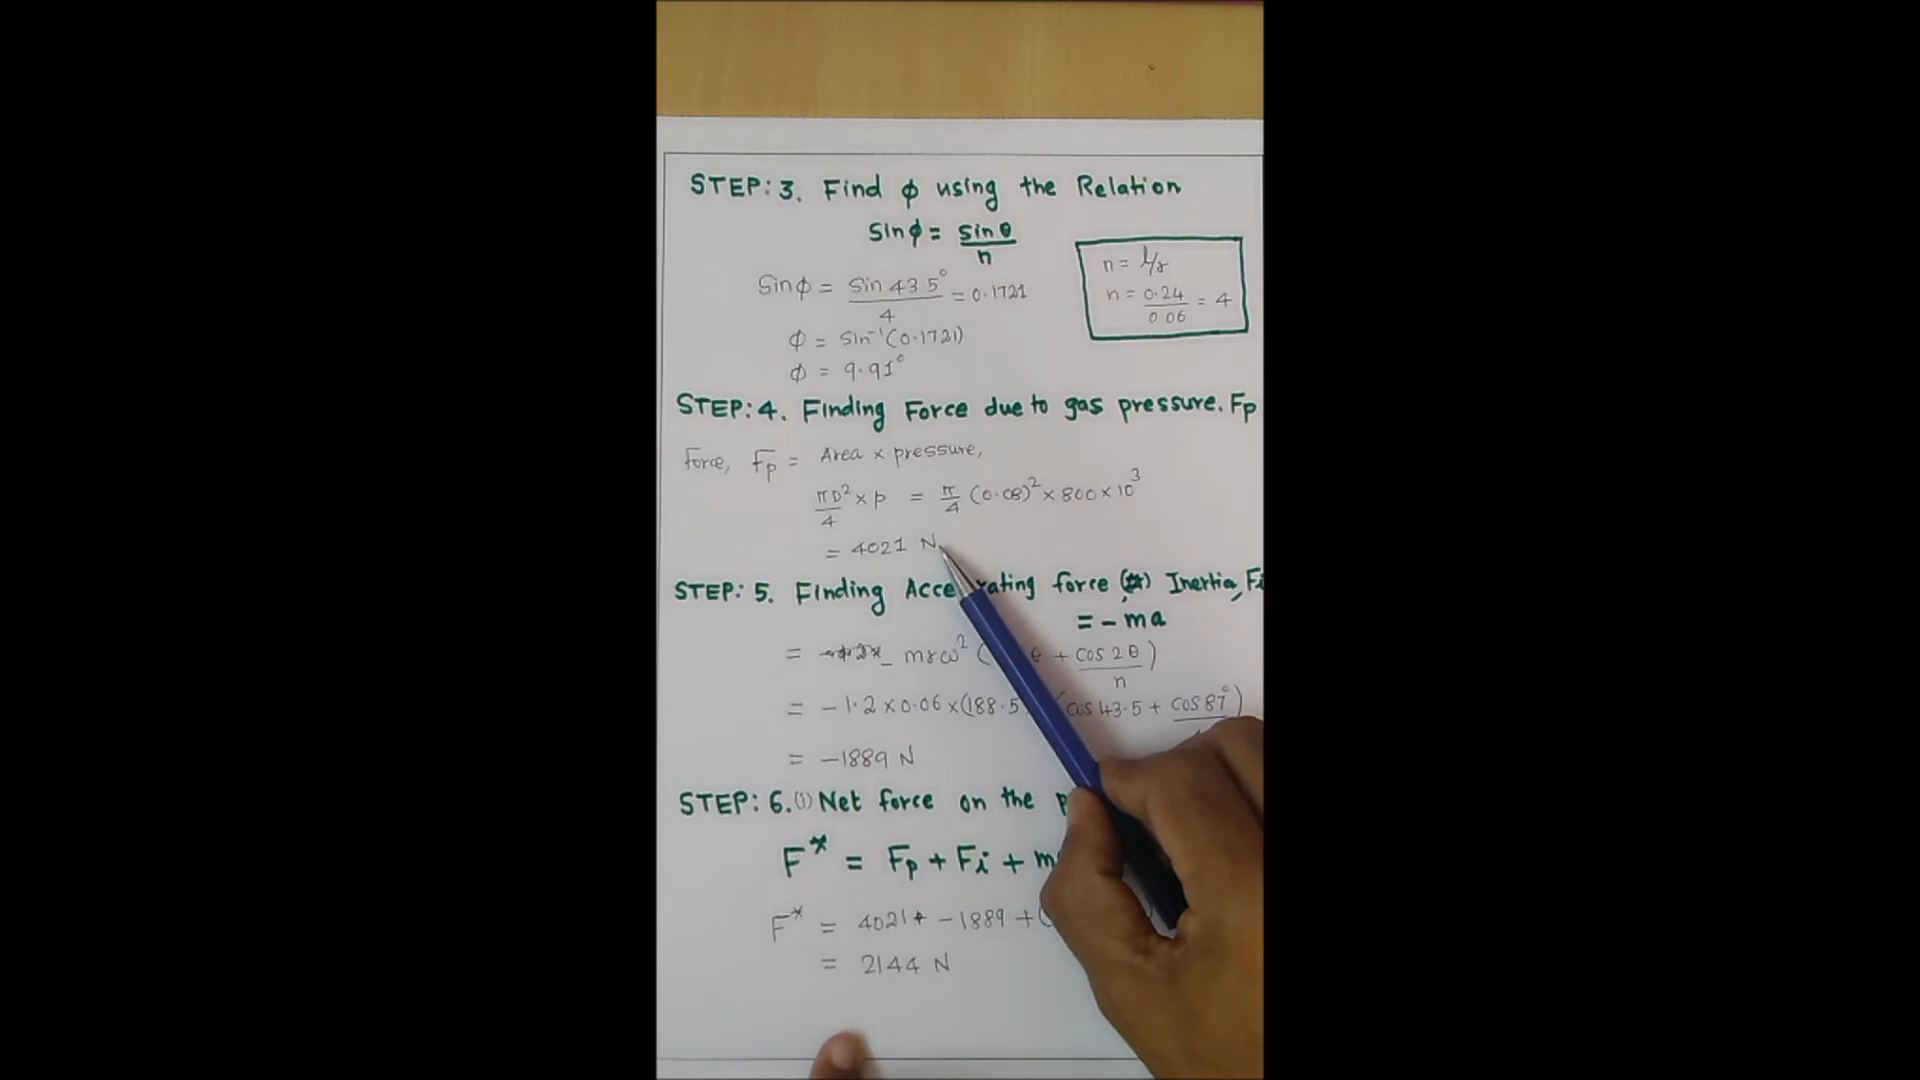 STEP: 3. Find ϕ using the Relation
Sinϕ = sinθ/n
n = l/r
n = 0.24/0.06 = 4
Sinϕ = Sin 43.5°/4 = 0.1721
ϕ = Sin⁻¹(0.1721)
ϕ = 9.91°
STEP: 4. Finding Force due to gas pressure. Fp
Force, Fp = Area × pressure,
πD²/4 × p = π/4 (0.08)² × 800 × 10³
= 4021 N
STEP: 5. Finding force Inertia, Fi
= - ma
= - mrω² ( + cos 2θ/n)
= - 1.2 × 0.06 × (188.5 (cos 43.5 + cos 87°
= -1889 N
STEP: 6. (i) Net force on the
F* = Fp + Fi +
F* = 4021 + -1889 + (
= 2144 N